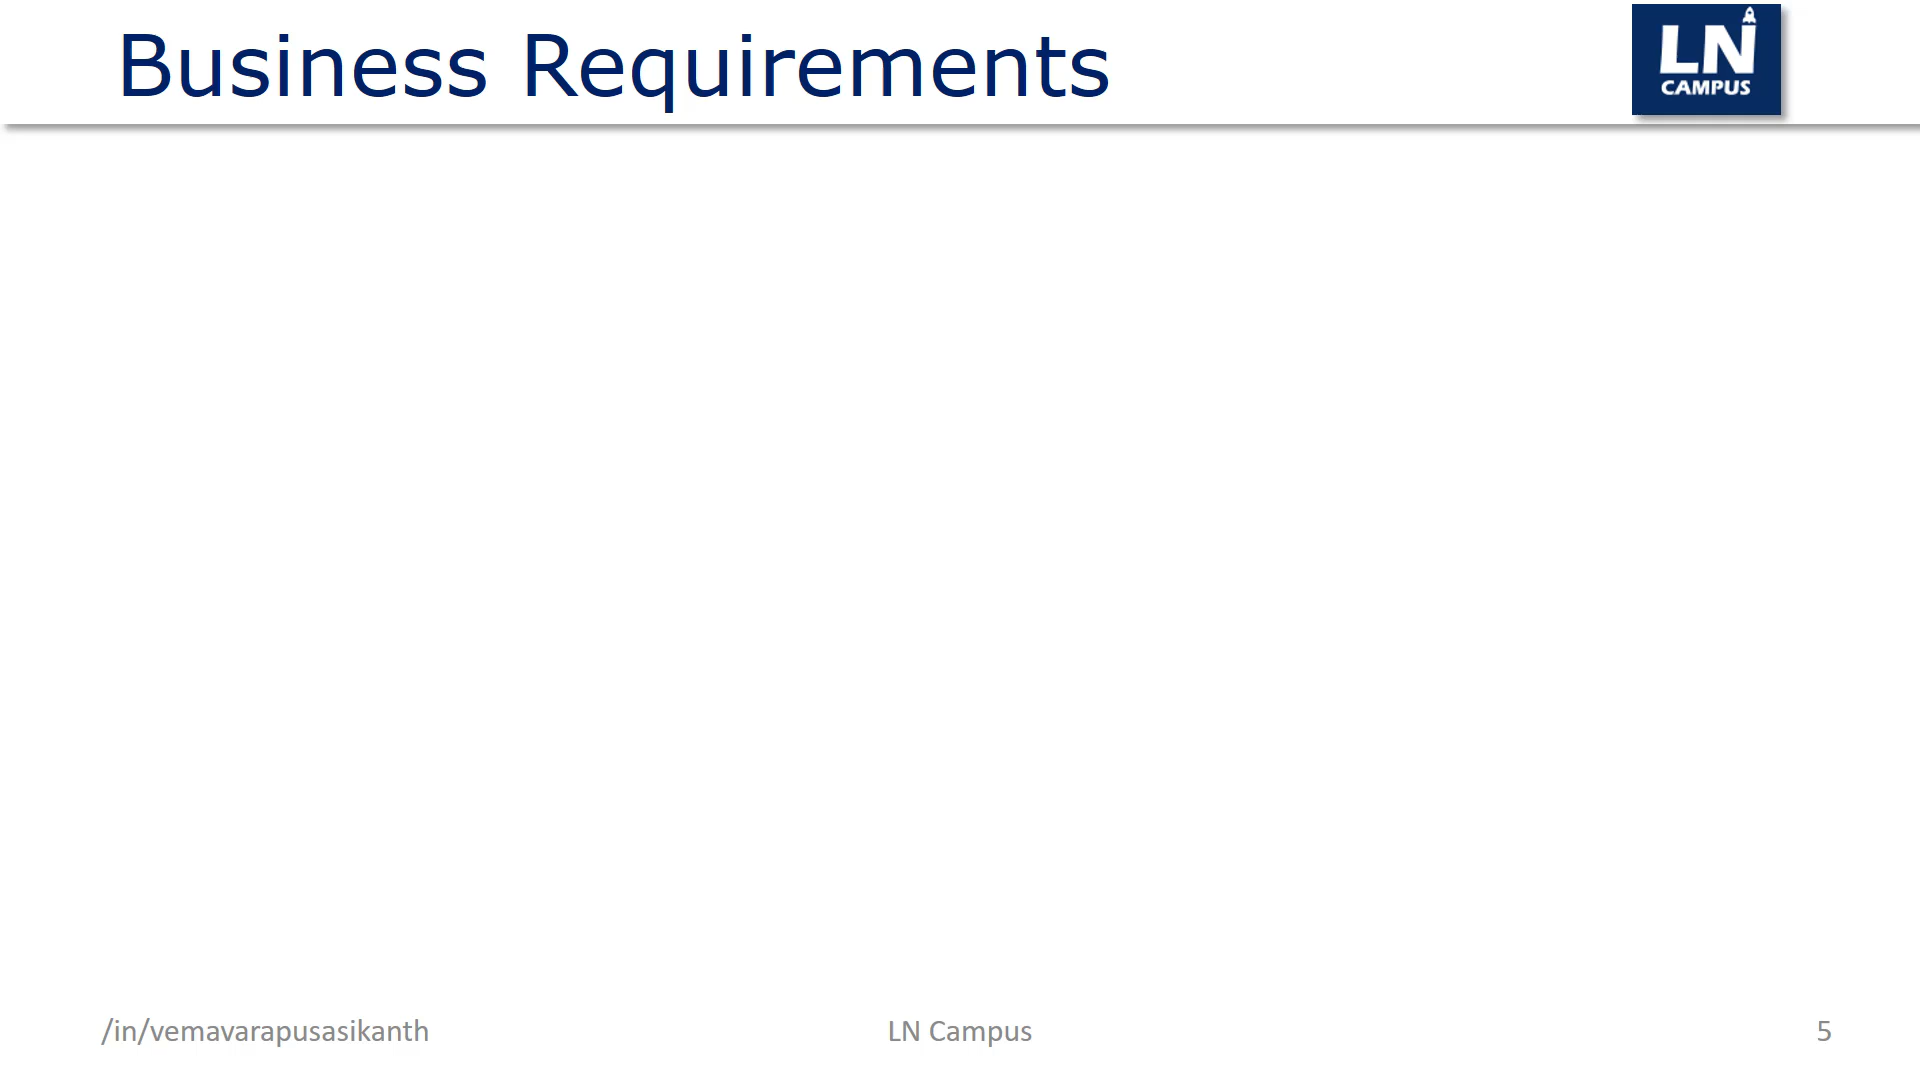 Business Requirements
LN
CAMPUS
/in/vemavarapusasikanth
LN Campus
5